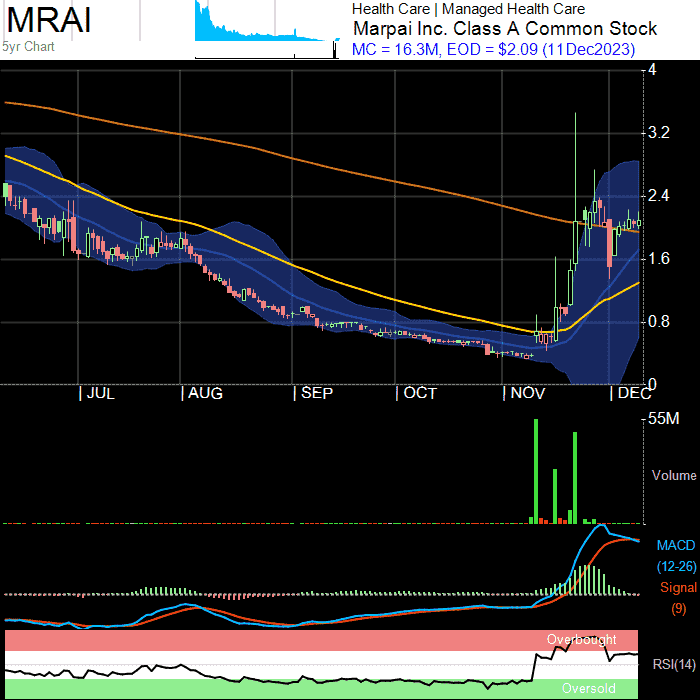 MRAI
5yr Chart
Health Care | Managed Health Care
Marpai Inc. Class A Common Stock
MC = 16.3M, EOD = $2.09 (11Dec2023)
4
3.2
2.4
1.6
0.8
0
| JUL | AUG | SEP | OCT | NOV | DEC
55M
Volume
MACD
(12-26)
Signal
(9)
Overbought
RSI(14)
Oversold